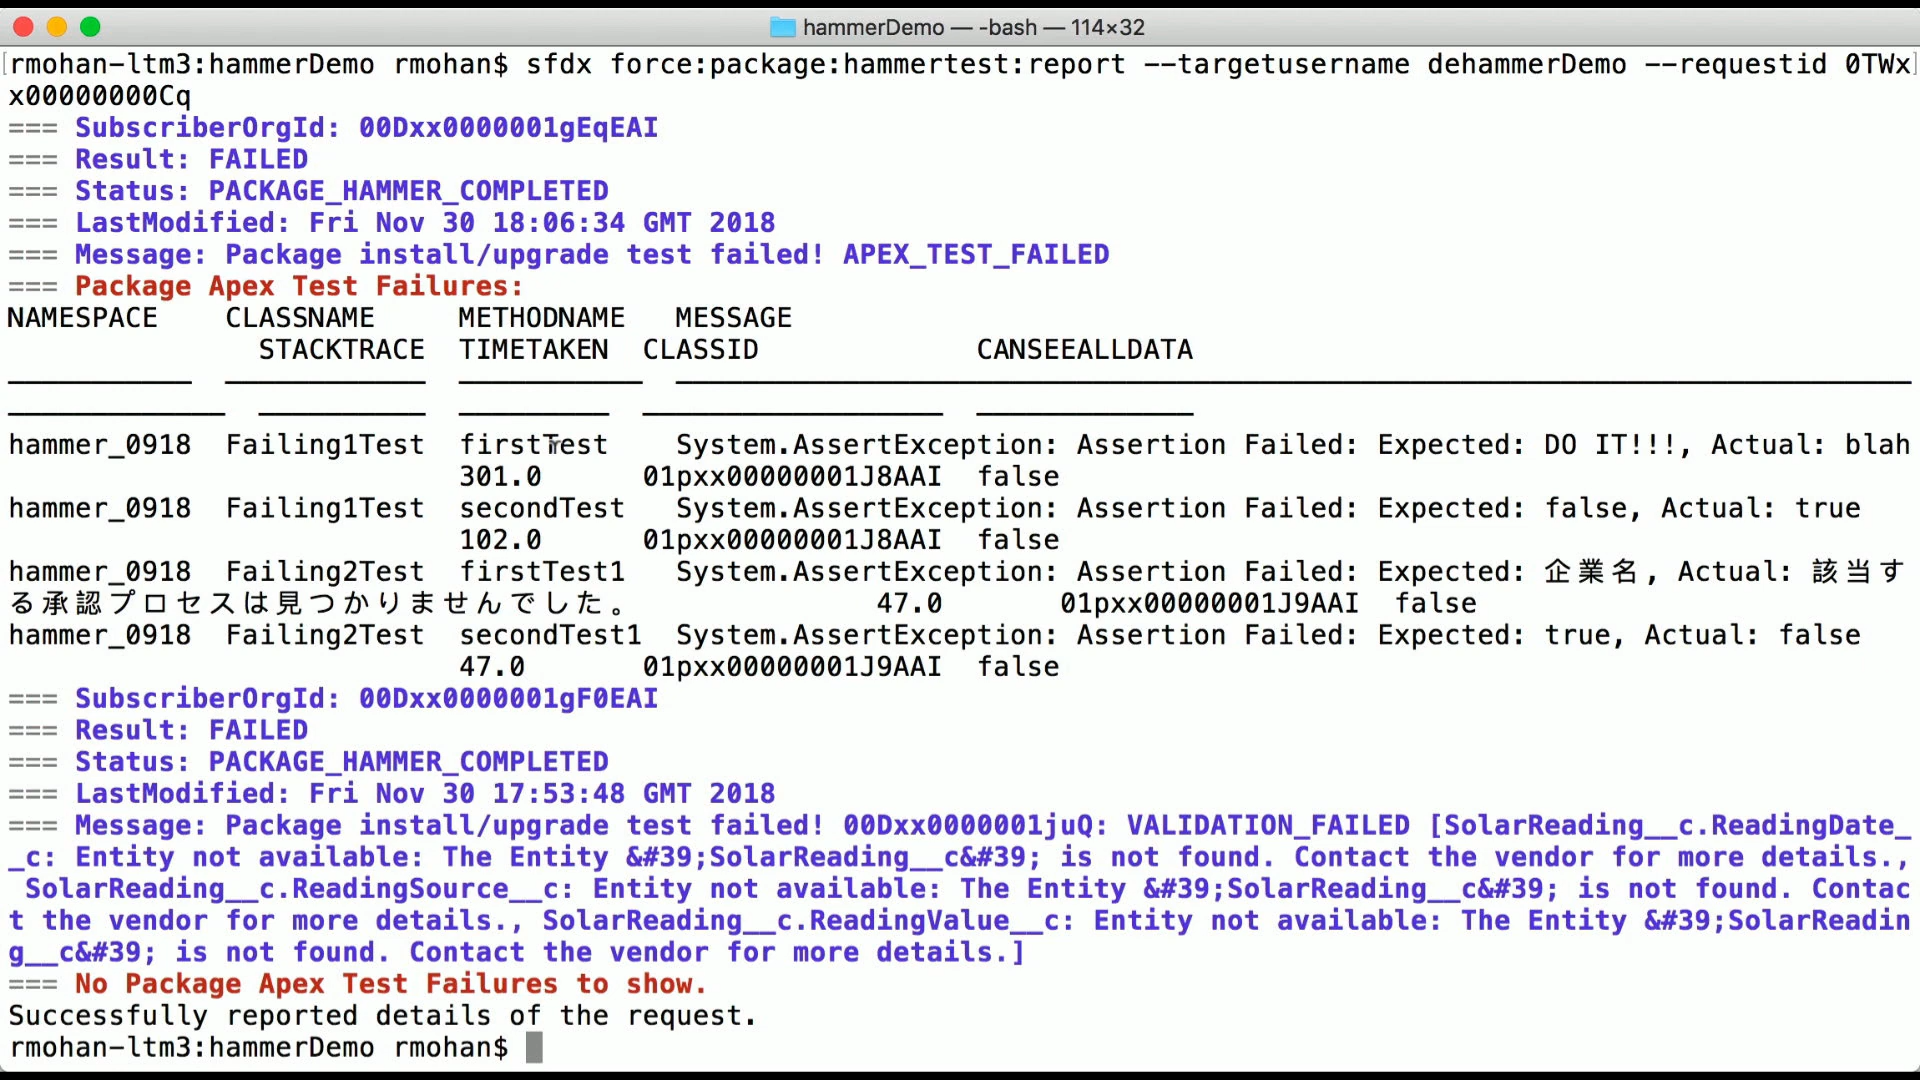 hammerDemo — -bash — 114×32
rmohan-ltm3:hammerDemo rmohan$ sfdx force:package:hammertest:report --targetusername dehammerDemo --requestid 0TWx
x00000000Cq
=== SubscriberOrgId: 00Dxx0000001gEqEAI
=== Result: FAILED
=== Status: PACKAGE_HAMMER_COMPLETED
=== LastModified: Fri Nov 30 18:06:34 GMT 2018
=== Message: Package install/upgrade test failed! APEX_TEST_FAILED
=== Package Apex Test Failures:
NAMESPACE    CLASSNAME     METHODNAME   MESSAGE
               STACKTRACE  TIMETAKEN  CLASSID             CANSEEALLDATA
───────────  ────────────  ───────────  ──────────────────────────────────────────────────────────────────────────
─────────────  ──────────  ─────────  ──────────────────  ─────────────
hammer_0918  Failing1Test  firstTest    System.AssertException: Assertion Failed: Expected: DO IT!!!, Actual: blah
                           301.0      01pxx00000001J8AAI  false
hammer_0918  Failing1Test  secondTest   System.AssertException: Assertion Failed: Expected: false, Actual: true
                           102.0      01pxx00000001J8AAI  false
hammer_0918  Failing2Test  firstTest1   System.AssertException: Assertion Failed: Expected: 企業名, Actual: 該当す
る承認プロセスは見つかりませんでした。               47.0       01pxx00000001J9AAI  false
hammer_0918  Failing2Test  secondTest1  System.AssertException: Assertion Failed: Expected: true, Actual: false
                           47.0       01pxx00000001J9AAI  false
=== SubscriberOrgId: 00Dxx0000001gF0EAI
=== Result: FAILED
=== Status: PACKAGE_HAMMER_COMPLETED
=== LastModified: Fri Nov 30 17:53:48 GMT 2018
=== Message: Package install/upgrade test failed! 00Dxx0000001juQ: VALIDATION_FAILED [SolarReading__c.ReadingDate_
_c: Entity not available: The Entity &#39;SolarReading__c&#39; is not found. Contact the vendor for more details.,
 SolarReading__c.ReadingSource__c: Entity not available: The Entity &#39;SolarReading__c&#39; is not found. Contac
t the vendor for more details., SolarReading__c.ReadingValue__c: Entity not available: The Entity &#39;SolarReadin
g__c&#39; is not found. Contact the vendor for more details.]
=== No Package Apex Test Failures to show.
Successfully reported details of the request.
rmohan-ltm3:hammerDemo rmohan$